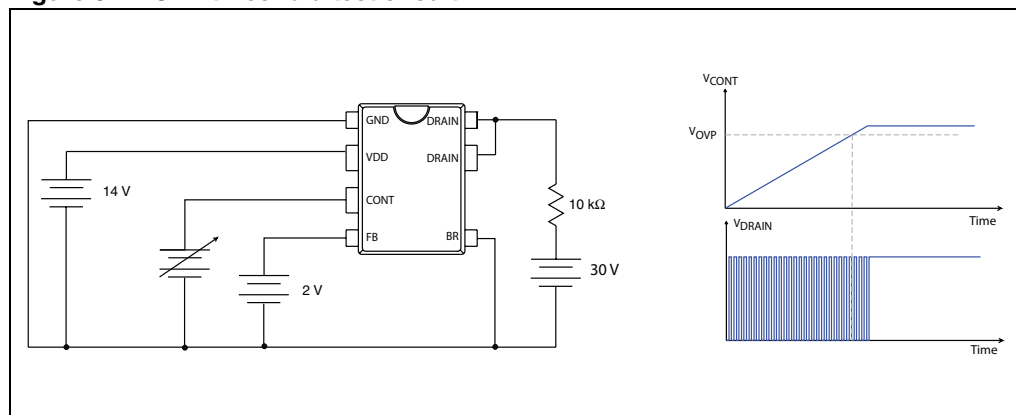 GND
DRAIN
VDD
DRAIN
CONT
FB
BR
14 V
2 V
10 kΩ
30 V
VCONT
VOVP
Time
VDRAIN
Time